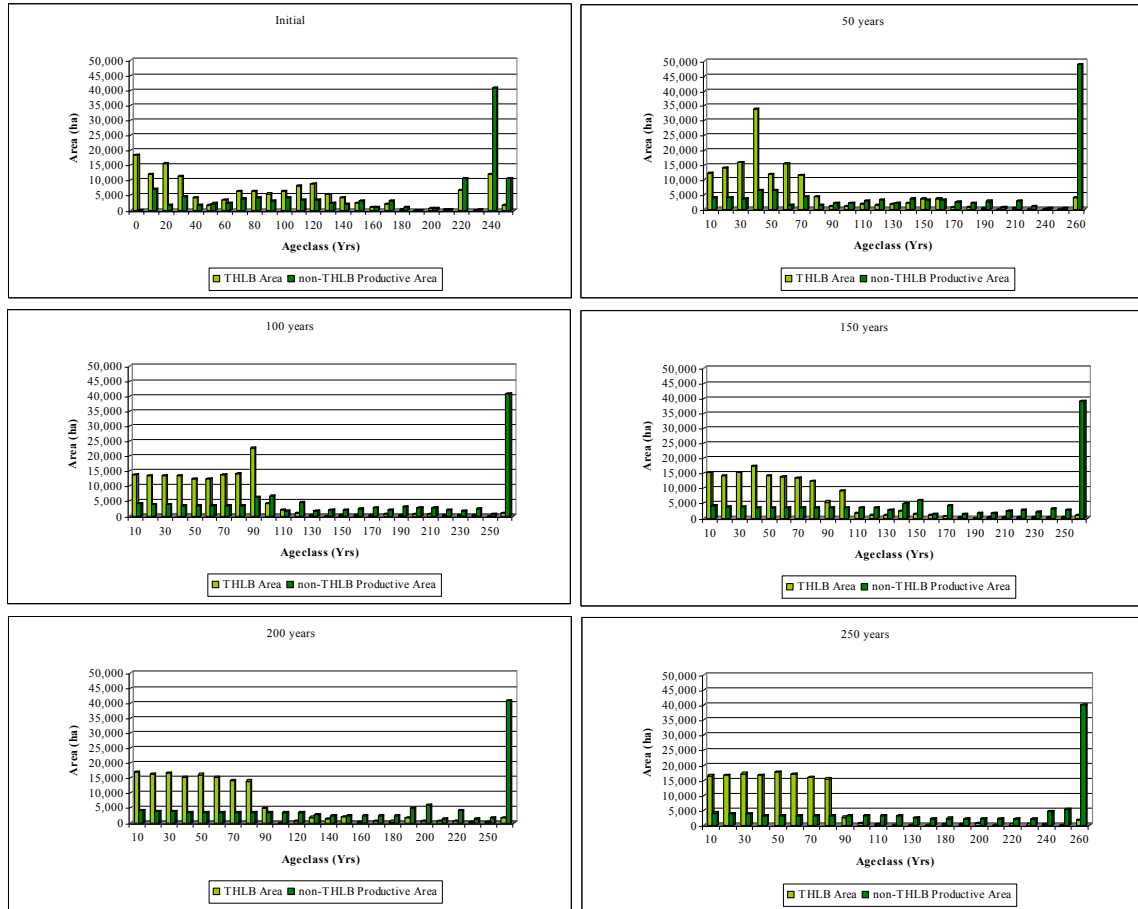 Initial
50,000
45,000
40,000
35,000
30,000
25,000
20,000
15,000
10,000
5,000
0
Area (ha)
0 20 40 60 80 100 120 140 160 180 200 220 240
Ageclass (Yrs)
THLB Area non-THLB Productive Area
50 years
50,000
45,000
40,000
35,000
30,000
25,000
20,000
15,000
10,000
5,000
0
Area (ha)
10 30 50 70 90 110 130 150 170 190 210 240 260
Ageclass (Yrs)
THLB Area non-THLB Productive Area
100 years
50,000
45,000
40,000
35,000
30,000
25,000
20,000
15,000
10,000
5,000
0
Area (ha)
10 30 50 70 90 110 130 150 170 190 210 230 250
Ageclass (Yrs)
THLB Area non-THLB Productive Area
150 years
50,000
45,000
40,000
35,000
30,000
25,000
20,000
15,000
10,000
5,000
0
Area (ha)
10 30 50 70 90 110 130 150 170 190 210 230 250
Ageclass (Yrs)
THLB Area non-THLB Productive Area
200 years
50,000
45,000
40,000
35,000
30,000
25,000
20,000
15,000
10,000
5,000
0
Area (ha)
10 30 50 70 90 120 140 160 180 200 220 260
Ageclass (Yrs)
THLB Area non-THLB Productive Area
250 years
50,000
45,000
40,000
35,000
30,000
25,000
20,000
15,000
10,000
5,000
0
Area (ha)
10 30 50 70 90 110 140 160 180 200 220 240 260
Ageclass (Yrs)
THLB Area non-THLB Productive Area